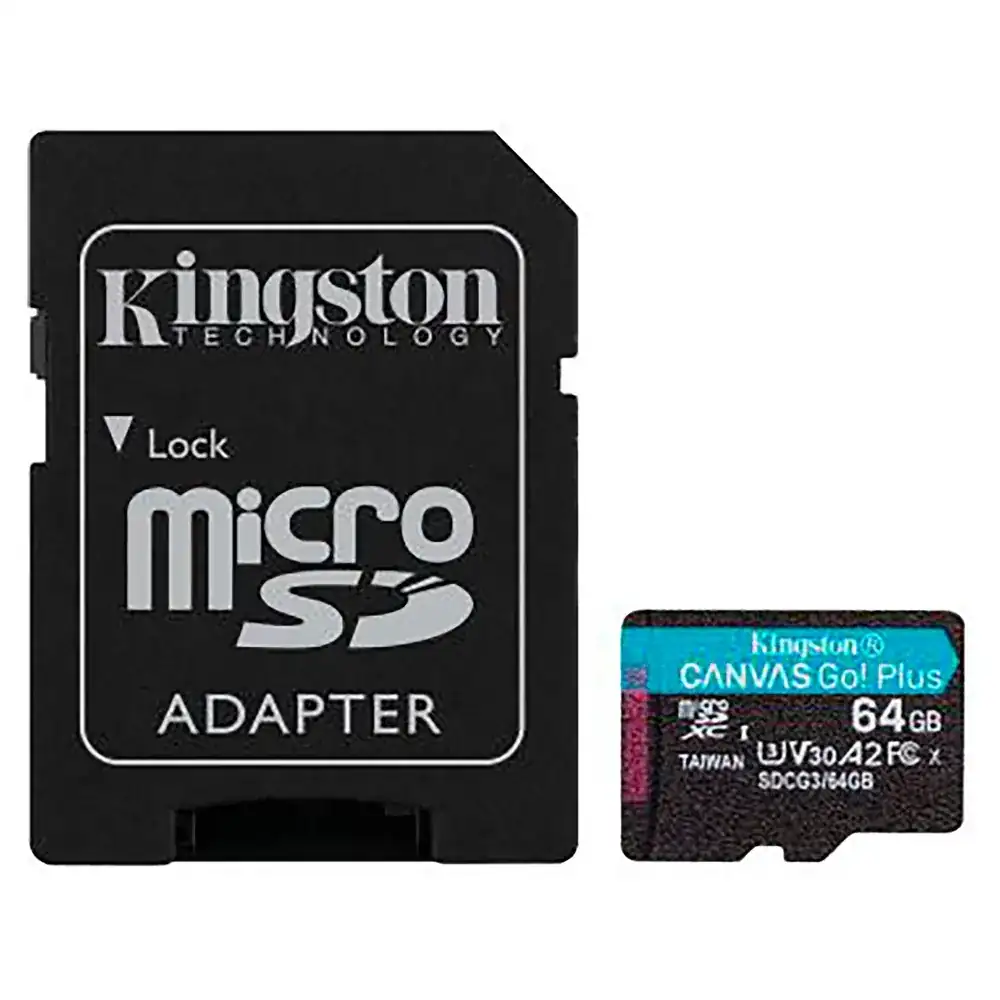 Kingston
TECHNOLOGY
Lock
micro
SD
ADAPTER
Kingston®
CANVAS Go! Plus
micro
SD
XC I 64GB
TAIWAN U3 V30 A2 FC X
SDCG3/64GB